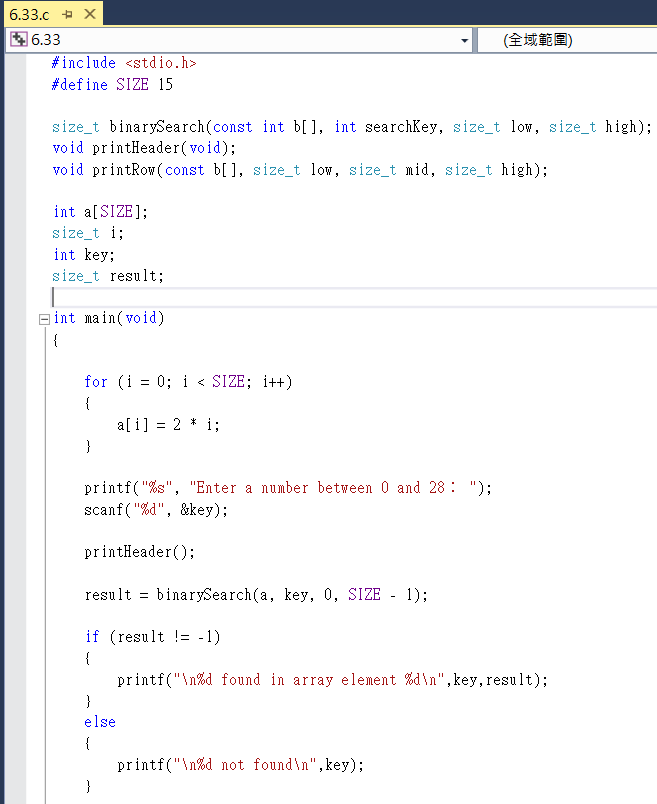 6.33.c
6.33
(全域範圍)
#include <stdio.h>
#define SIZE 15
size_t binarySearch(const int b[], int searchKey, size_t low, size_t high);
void printHeader(void);
void printRow(const b[], size_t low, size_t mid, size_t high);
int a[SIZE];
size_t i;
int key;
size_t result;
int main(void)
{
for (i = 0; i < SIZE; i++)
{
a[i] = 2 * i;
}
printf("%s", "Enter a number between 0 and 28： ");
scanf("%d", &key);
printHeader();
result = binarySearch(a, key, 0, SIZE - 1);
if (result != -1)
{
printf("\n%d found in array element %d\n",key,result);
}
else
{
printf("\n%d not found\n",key);
}